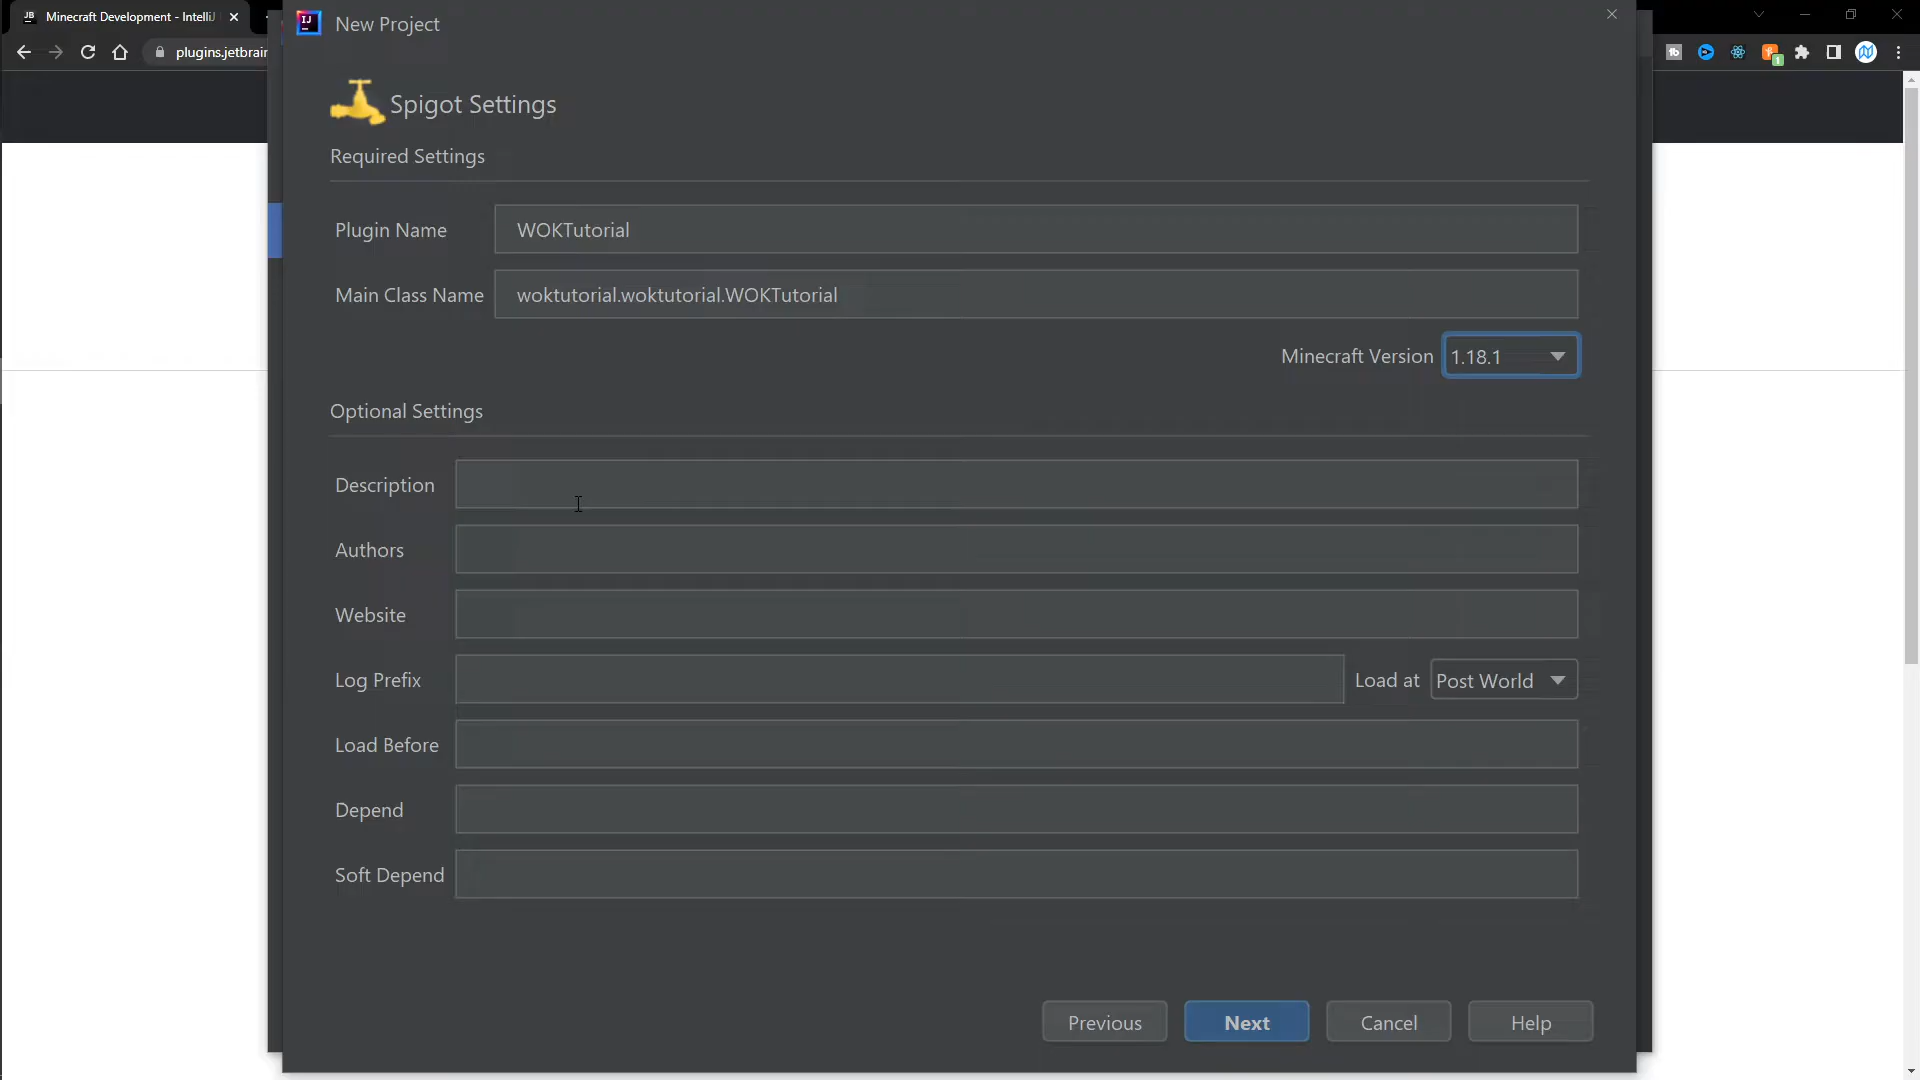 Minecraft Development - IntelliJ
plugins.jetbrain
New Project
Spigot Settings
Required Settings
Plugin Name
WOKTutorial
Main Class Name
woktutorial.woktutorial.WOKTutorial
Minecraft Version
1.18.1
Optional Settings
Description
Authors
Website
Log Prefix
Load at
Post World
Load Before
Depend
Soft Depend
Previous
Next
Cancel
Help